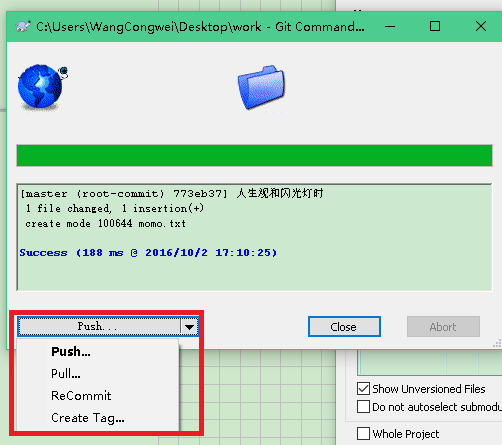 C:\Users\WangCongwei\Desktop\work - Git Command...
[master (root-commit) 773eb37] 人生观和闪光灯时
1 file changed, 1 insertion(+)
create mode 100644 momo.txt
Success (188 ms @ 2016/10/2 17:10:25)
Push...
Close
Abort
Push...
Pull...
ReCommit
Create Tag...
Show Unversioned Files
Do not autoselect submodu
Whole Project